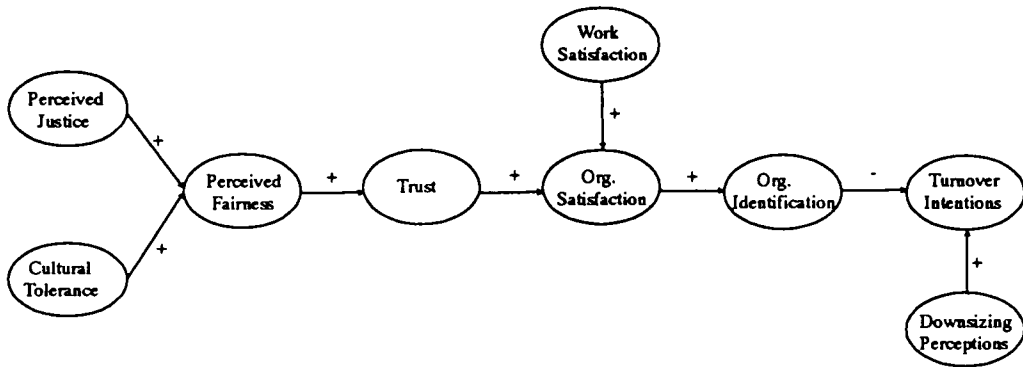 Work
Satisfaction
+
Perceived
Justice
+
Perceived
Fairness
+
Trust
+
Org.
Satisfaction
+
Org.
Identification
-
Turnover
Intentions
+
Cultural
Tolerance
+
Downsizing
Perceptions